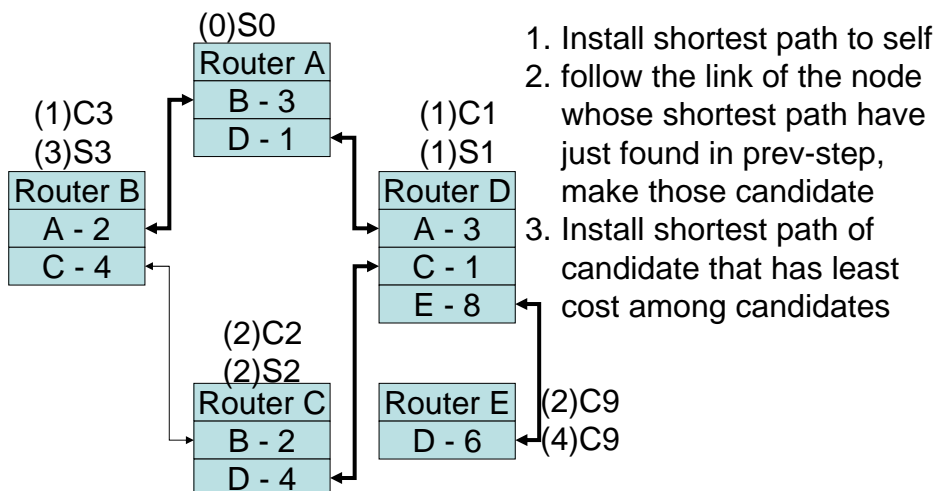 (0)S0
Router A
B - 3
D - 1
(1)C3
(3)S3
Router B
A - 2
C - 4
(1)C1
(1)S1
Router D
A - 3
C - 1
E - 8
(2)C2
(2)S2
Router C
B - 2
D - 4
Router E
D - 6
(2)C9
(4)C9
1. Install shortest path to self
2. follow the link of the node
whose shortest path have
just found in prev-step,
make those candidate
3. Install shortest path of
candidate that has least
cost among candidates